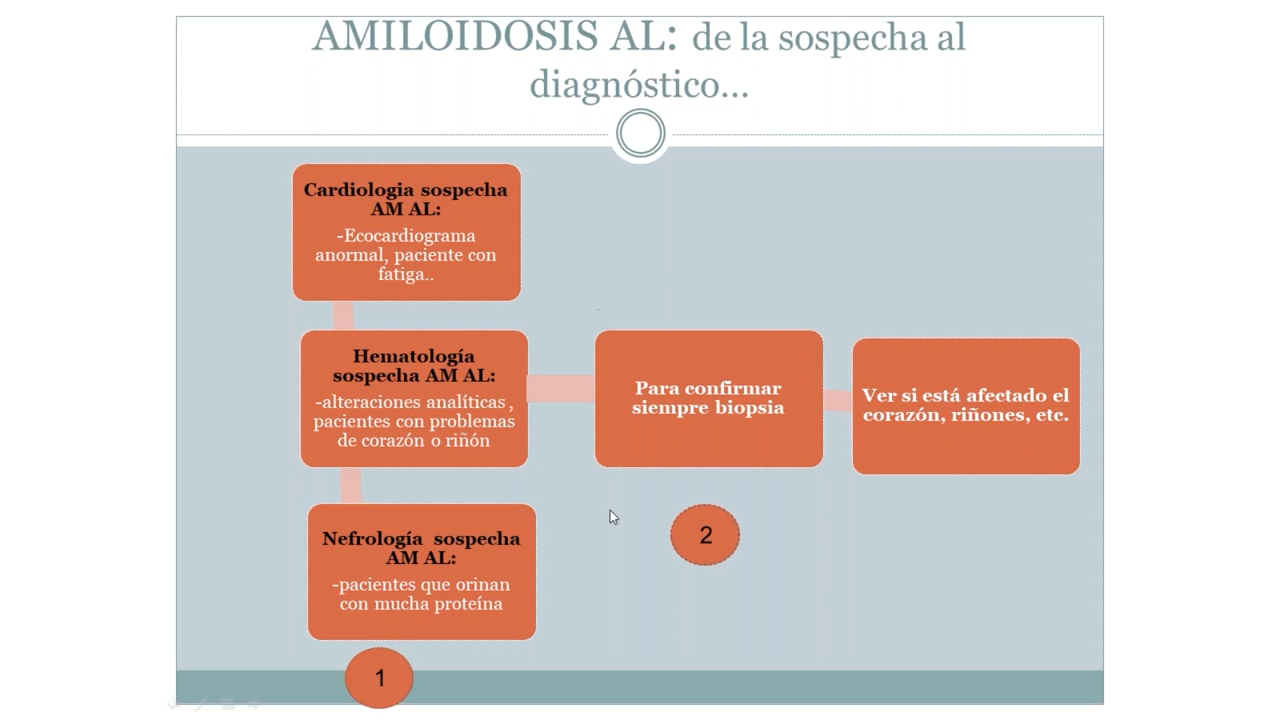 AMILOIDOSIS AL: de la sospecha al
diagnóstico...
Cardiologia sospecha
AM AL:
-Ecocardiograma
anormal, paciente con
fatiga..
Hematología
sospecha AM AL:
-alteraciones analíticas ,
pacientes con problemas
de corazón o riñón
Nefrología sospecha
AM AL:
-pacientes que orinan
con mucha proteína
1
Para confirmar
siempre biopsia
2
Ver si está afectado el
corazón, riñones, etc.